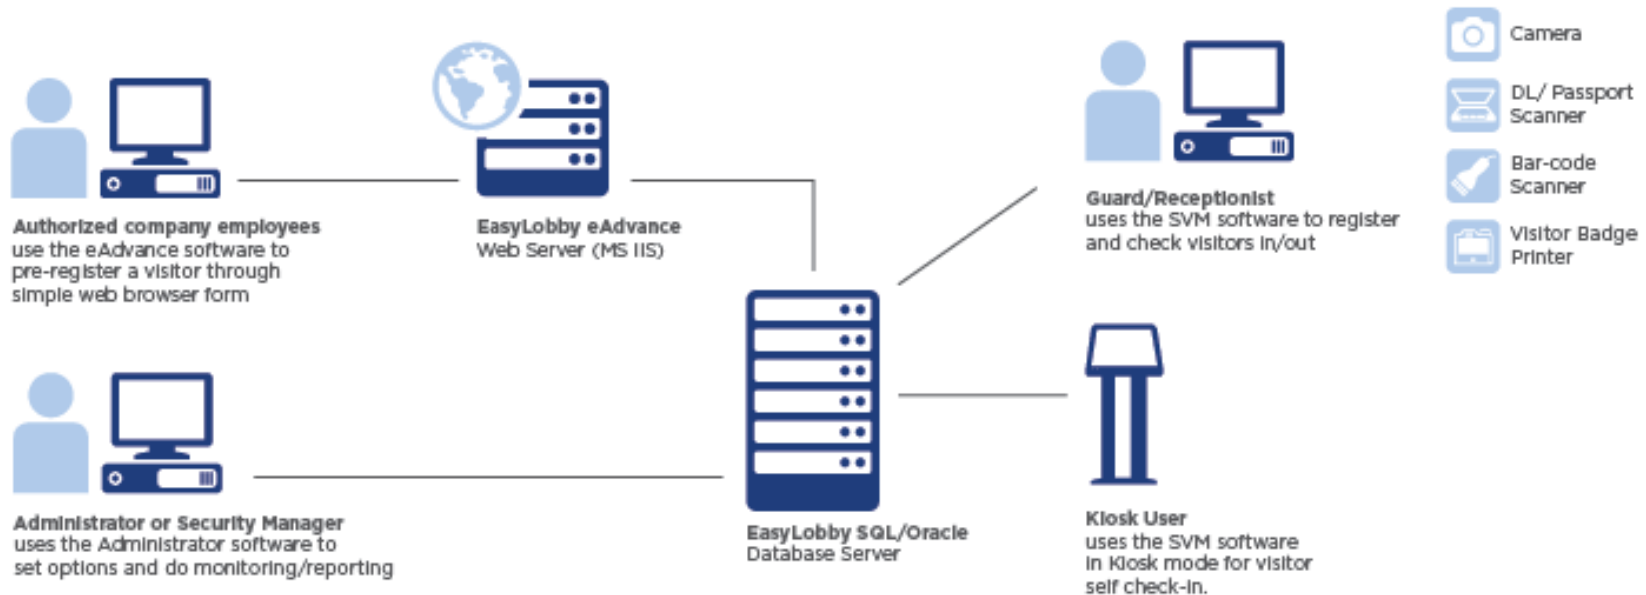 Authorized company employees
use the eAdvance software to
pre-register a visitor through
simple web browser form
EasyLobby eAdvance
Web Server (MS IIS)
Guard/Receptionist
uses the SVM software to register
and check visitors in/out
Camera
DL/ Passport
Scanner
Bar-code
Scanner
Visitor Badge
Printer
Administrator or Security Manager
uses the Administrator software to
set options and do monitoring/reporting
EasyLobby SQL/Oracle
Database Server
Kiosk User
uses the SVM software
in Kiosk mode for visitor
self check-in.